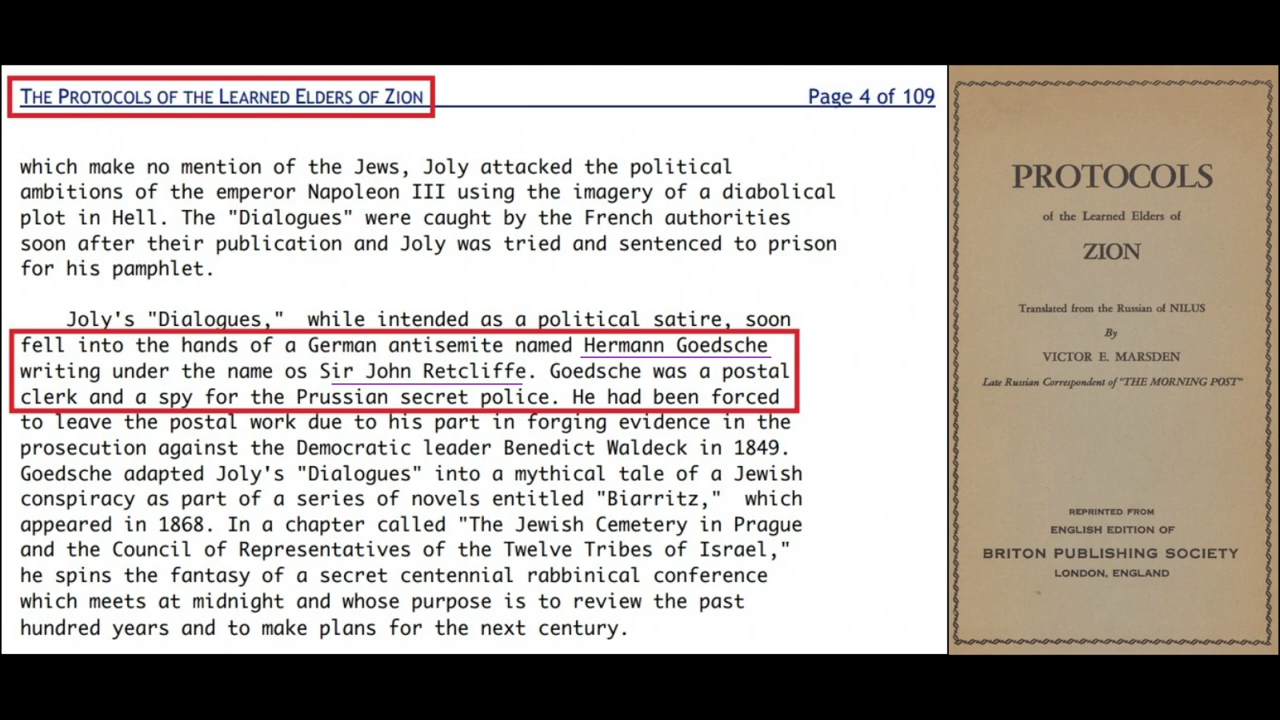 THE PROTOCOLS OF THE LEARNED ELDERS OF ZION
Page 4 of 109
which make no mention of the Jews, Joly attacked the political
ambitions of the emperor Napoleon III using the imagery of a diabolical
plot in Hell. The "Dialogues" were caught by the French authorities
soon after their publication and Joly was tried and sentenced to prison
for his pamphlet.
Joly's "Dialogues," while intended as a political satire, soon
fell into the hands of a German antisemite named Hermann Goedsche
writing under the name os Sir John Retcliffe. Goedsche was a postal
clerk and a spy for the Prussian secret police. He had been forced
to leave the postal work due to his part in forging evidence in the
prosecution against the Democratic leader Benedict Waldeck in 1849.
Goedsche adapted Joly's "Dialogues" into a mythical tale of a Jewish
conspiracy as part of a series of novels entitled "Biarritz," which
appeared in 1868. In a chapter called "The Jewish Cemetery in Prague
and the Council of Representatives of the Twelve Tribes of Israel,"
he spins the fantasy of a secret centennial rabbinical conference
which meets at midnight and whose purpose is to review the past
hundred years and to make plans for the next century.
PROTOCOLS
of the Learned Elders of
ZION
Translated from the Russian of NILUS
By
VICTOR E. MARSDEN
Late Russian Correspondent of "THE MORNING POST"
REPRINTED FROM
ENGLISH EDITION OF
BRITON PUBLISHING SOCIETY
LONDON, ENGLAND